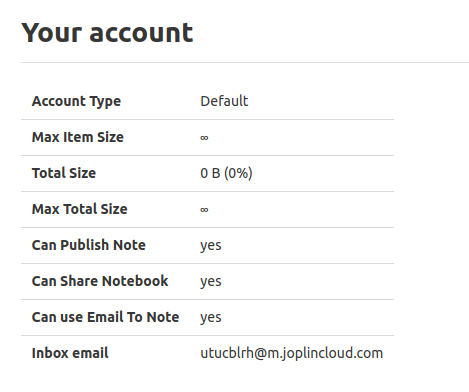 Your account
Account Type Default
Max Item Size ∞
Total Size 0 B (0%)
Max Total Size ∞
Can Publish Note yes
Can Share Notebook yes
Can use Email To Note yes
Inbox email utucblrh@m.joplincloud.com